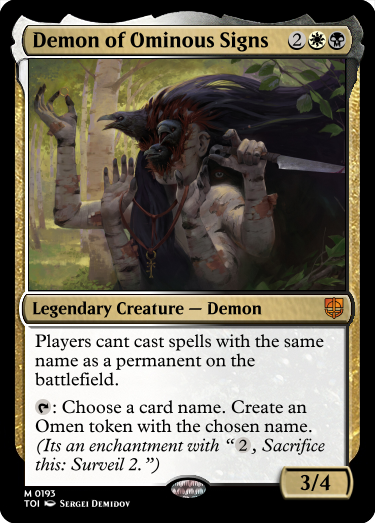 Demon of Ominous Signs 2
Legendary Creature — Demon
Players cant cast spells with the same
name as a permanent on the
battlefield.
: Choose a card name. Create an
Omen token with the chosen name.
(Its an enchantment with “2, Sacrifice
this: Surveil 2.”)
3/4
M 0193
TOI SERGEI DEMIDOV